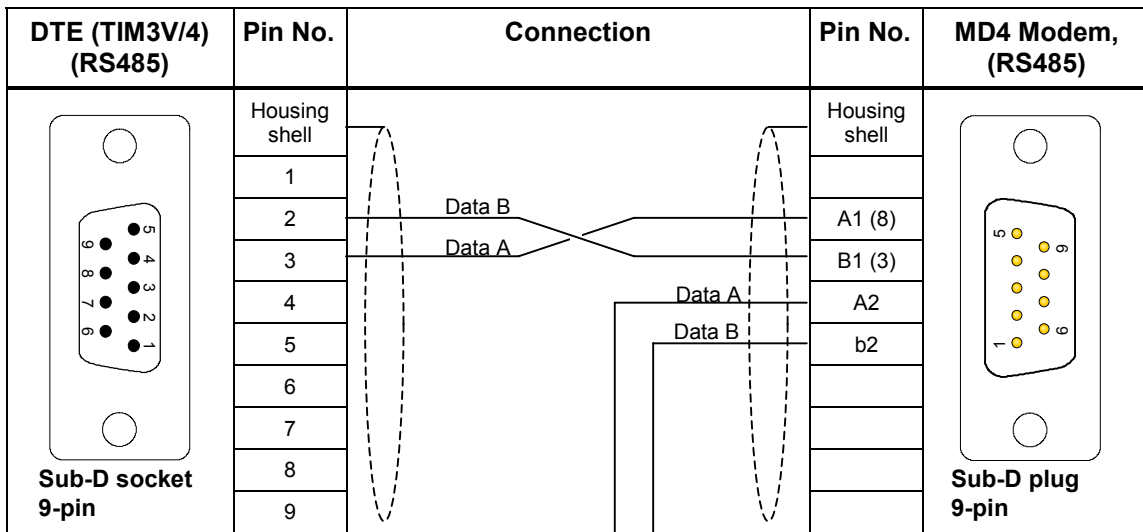 DTE (TIM3V/4)
(RS485)
Pin No.
Connection
Pin No.
MD4 Modem,
(RS485)
Housing
shell
Housing
shell
1
2
Data B
A1 (8)
3
Data A
B1 (3)
4
Data A
A2
5
Data B
b2
6
7
8
9
5
9
4
8
3
7
2
6
1
5
9
1
6
Sub-D socket
9-pin
Sub-D plug
9-pin